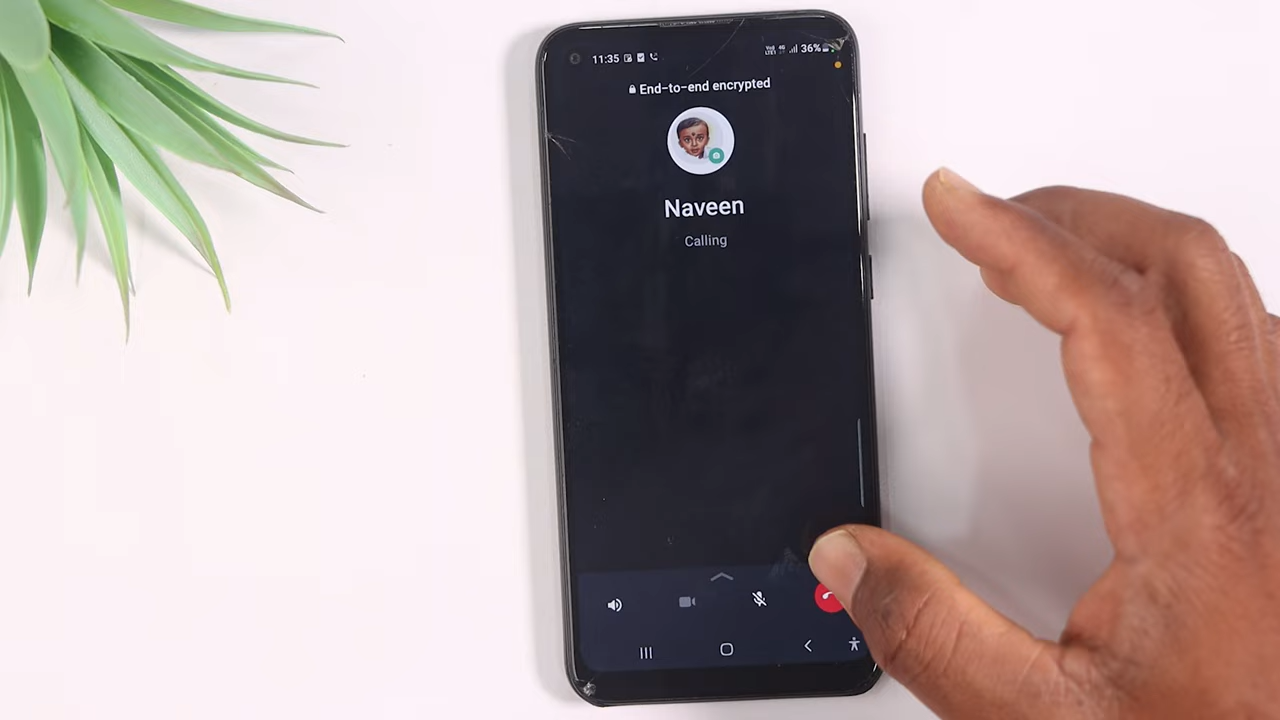 11:35
36%
End-to-end encrypted
Naveen
Calling